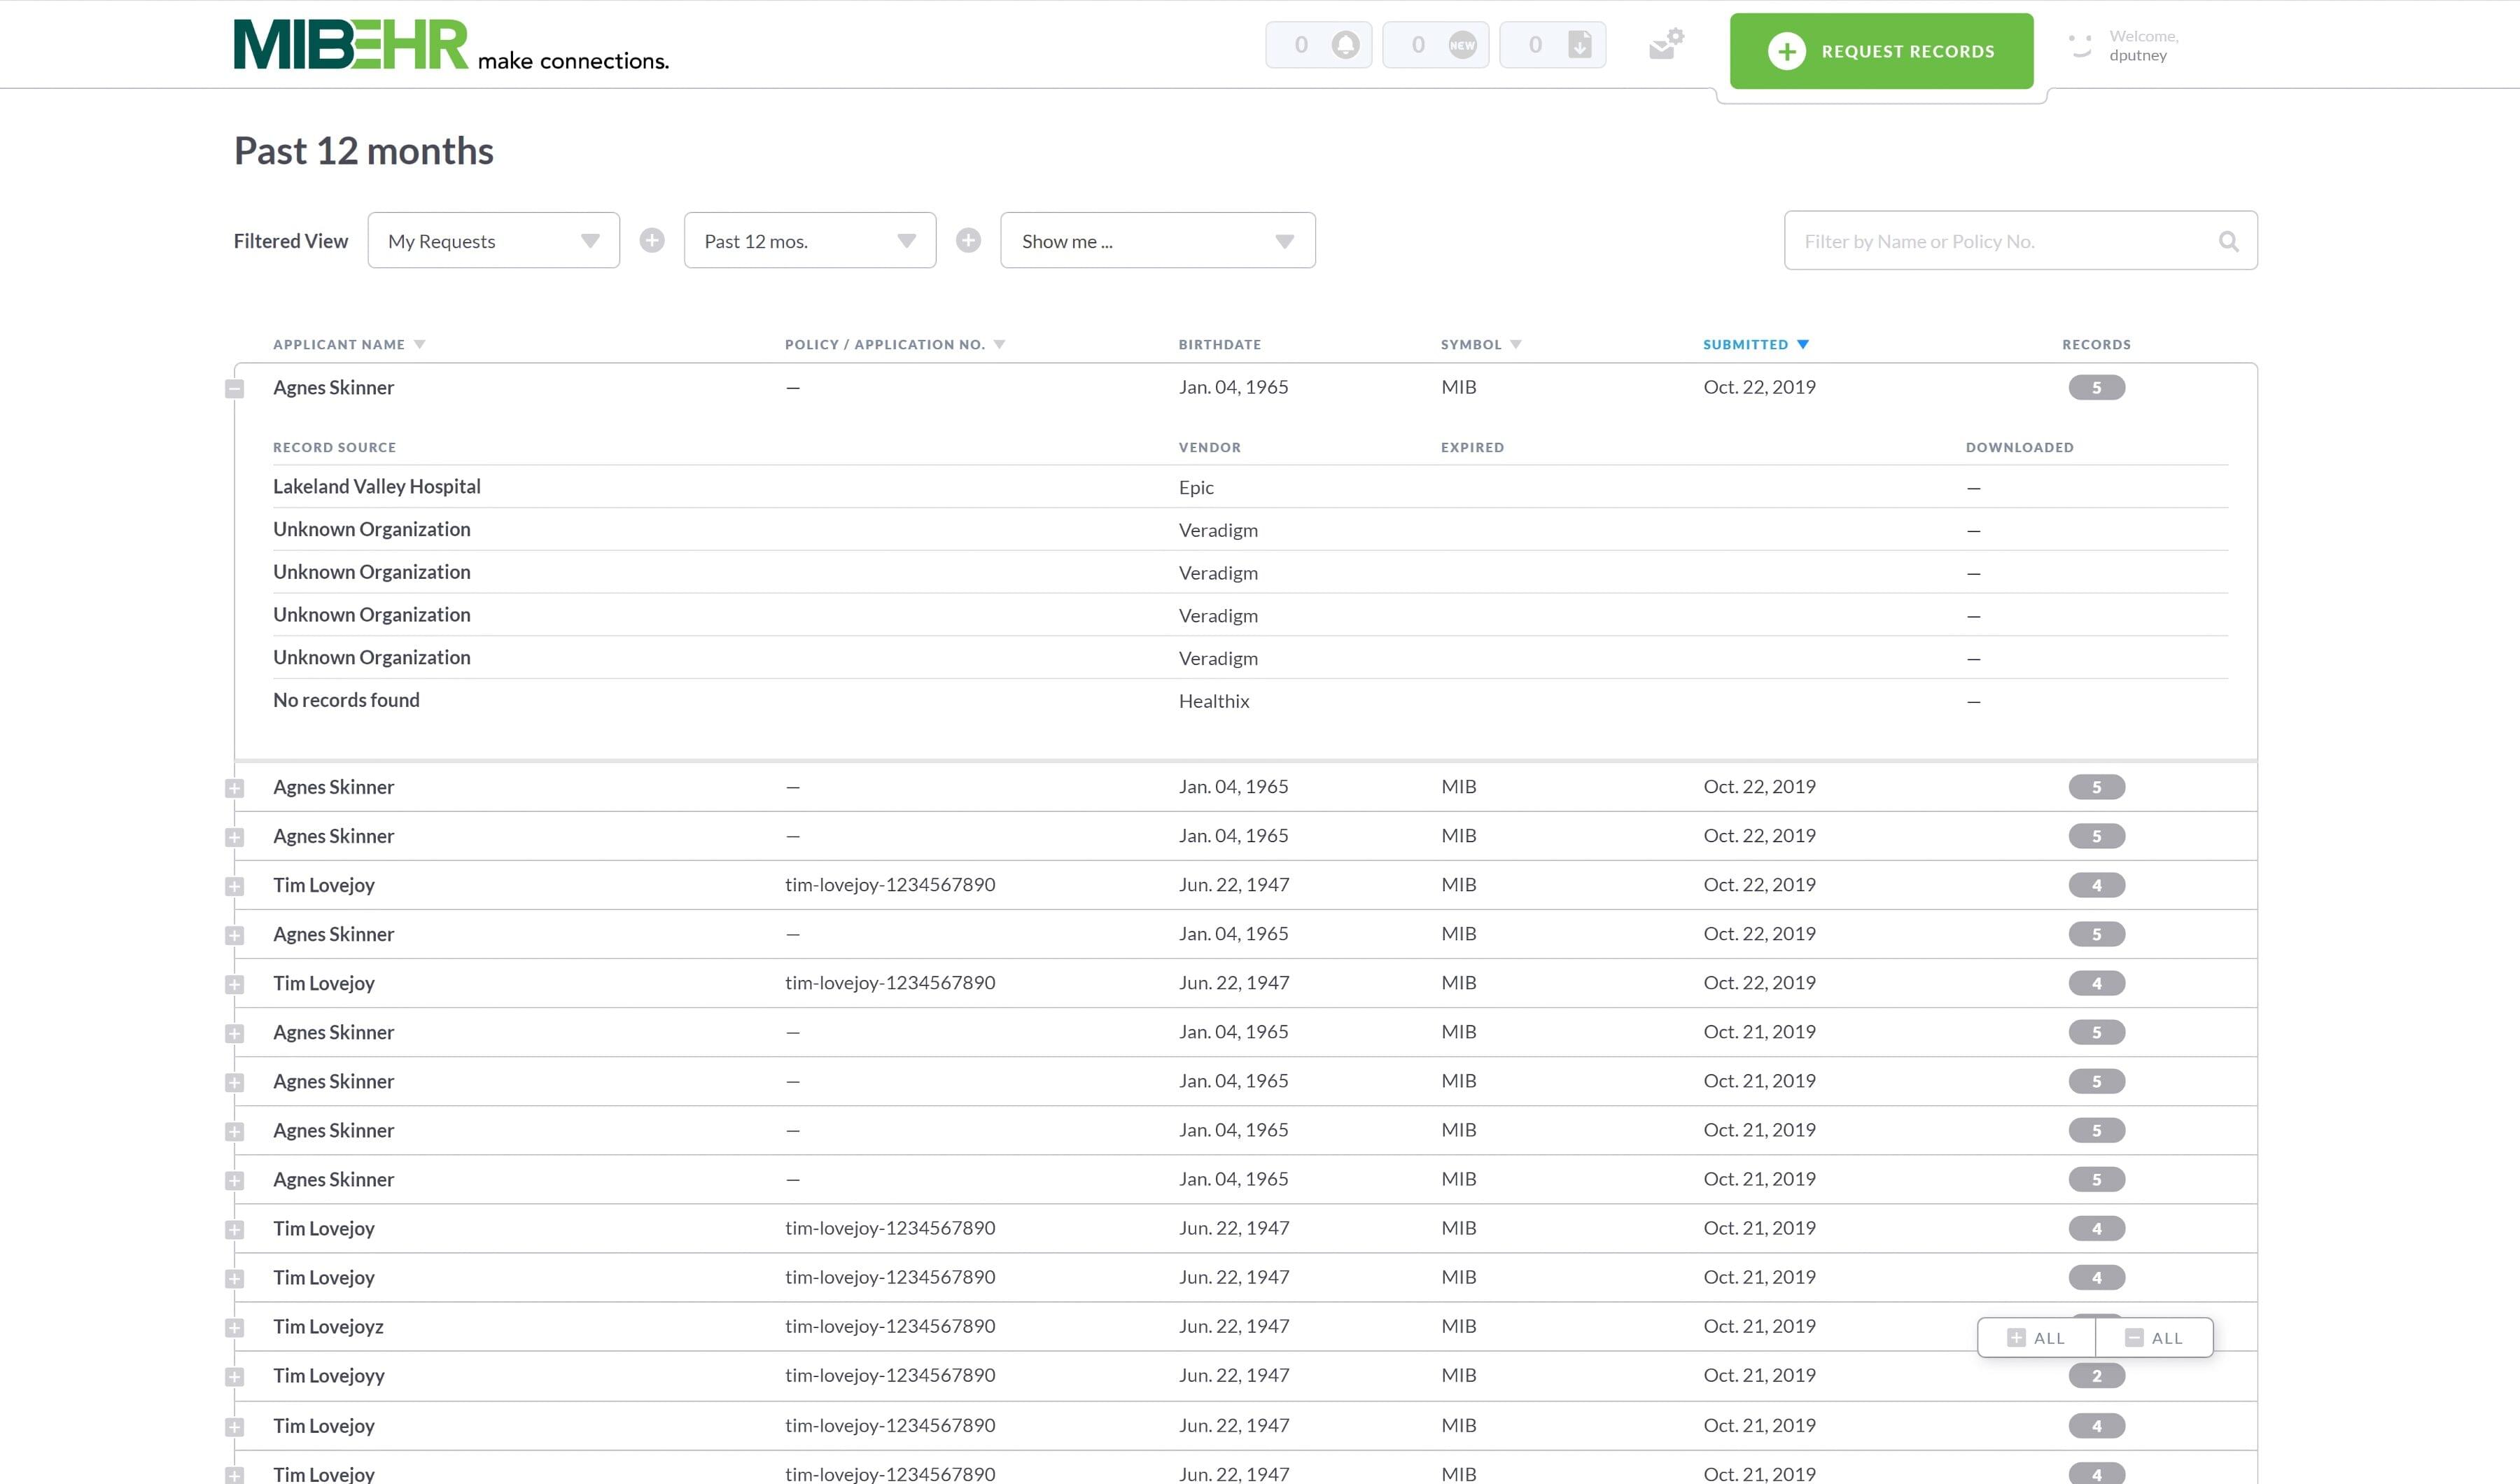 MIBEHR make connections.
0 0 NEW 0 REQUEST RECORDS Welcome, dputney
Past 12 months
Filtered View My Requests Past 12 mos. Show me ... Filter by Name or Policy No.
APPLICANT NAME POLICY / APPLICATION NO. BIRTHDATE SYMBOL SUBMITTED RECORDS
Agnes Skinner — Jan. 04, 1965 MIB Oct. 22, 2019 5
RECORD SOURCE VENDOR EXPIRED DOWNLOADED
Lakeland Valley Hospital Epic —
Unknown Organization Veradigm —
Unknown Organization Veradigm —
Unknown Organization Veradigm —
Unknown Organization Veradigm —
No records found Healthix —
Agnes Skinner — Jan. 04, 1965 MIB Oct. 22, 2019 5
Agnes Skinner — Jan. 04, 1965 MIB Oct. 22, 2019 5
Tim Lovejoy tim-lovejoy-1234567890 Jun. 22, 1947 MIB Oct. 22, 2019 4
Agnes Skinner — Jan. 04, 1965 MIB Oct. 22, 2019 5
Tim Lovejoy tim-lovejoy-1234567890 Jun. 22, 1947 MIB Oct. 22, 2019 4
Agnes Skinner — Jan. 04, 1965 MIB Oct. 21, 2019 5
Agnes Skinner — Jan. 04, 1965 MIB Oct. 21, 2019 5
Agnes Skinner — Jan. 04, 1965 MIB Oct. 21, 2019 5
Agnes Skinner — Jan. 04, 1965 MIB Oct. 21, 2019 5
Tim Lovejoy tim-lovejoy-1234567890 Jun. 22, 1947 MIB Oct. 21, 2019 4
Tim Lovejoy tim-lovejoy-1234567890 Jun. 22, 1947 MIB Oct. 21, 2019 4
Tim Lovejoyz tim-lovejoy-1234567890 Jun. 22, 1947 MIB Oct. 21, 2019
ALL ALL
Tim Lovejoyy tim-lovejoy-1234567890 Jun. 22, 1947 MIB Oct. 21, 2019 2
Tim Lovejoy tim-lovejoy-1234567890 Jun. 22, 1947 MIB Oct. 21, 2019 4
Tim Lovejoy tim-lovejoy-1234567890 Jun. 22, 1947 MIB Oct. 21, 2019 4